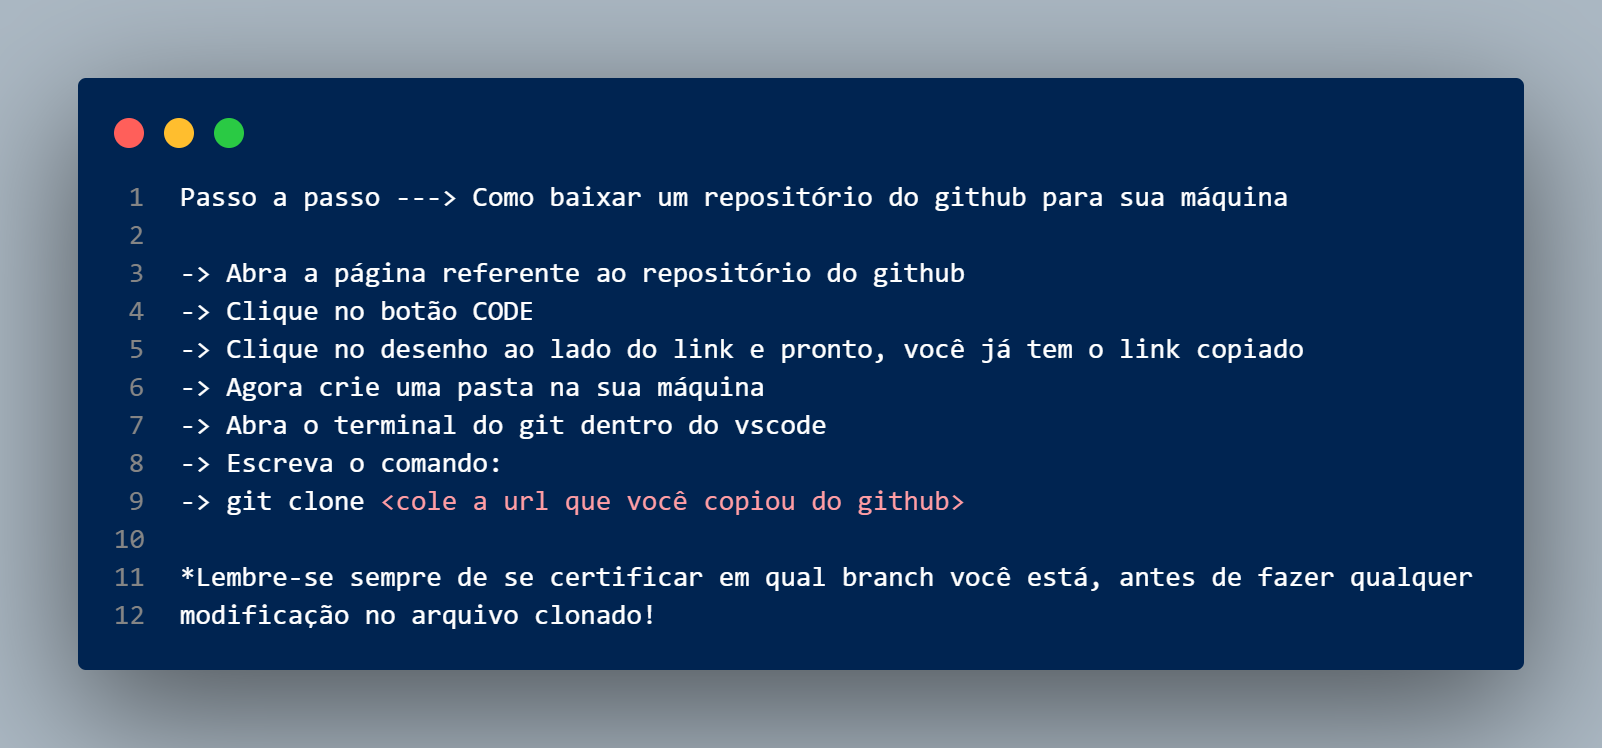 1 Passo a passo ---> Como baixar um repositório do github para sua máquina
2
3 -> Abra a página referente ao repositório do github
4 -> Clique no botão CODE
5 -> Clique no desenho ao lado do link e pronto, você já tem o link copiado
6 -> Agora crie uma pasta na sua máquina
7 -> Abra o terminal do git dentro do vscode
8 -> Escreva o comando:
9 -> git clone <cole a url que você copiou do github>
10
11 *Lembre-se sempre de se certificar em qual branch você está, antes de fazer qualquer
12 modificação no arquivo clonado!